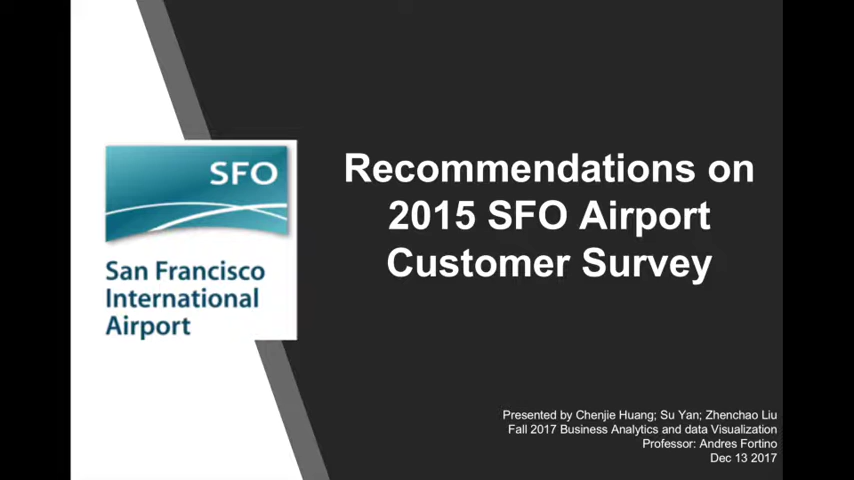 SFO
San Francisco
International
Airport
Recommendations on
2015 SFO Airport
Customer Survey
Presented by Chenjie Huang; Su Yan; Zhenchao Liu
Fall 2017 Business Analytics and data Visualization
Professor: Andres Fortino
Dec 13 2017